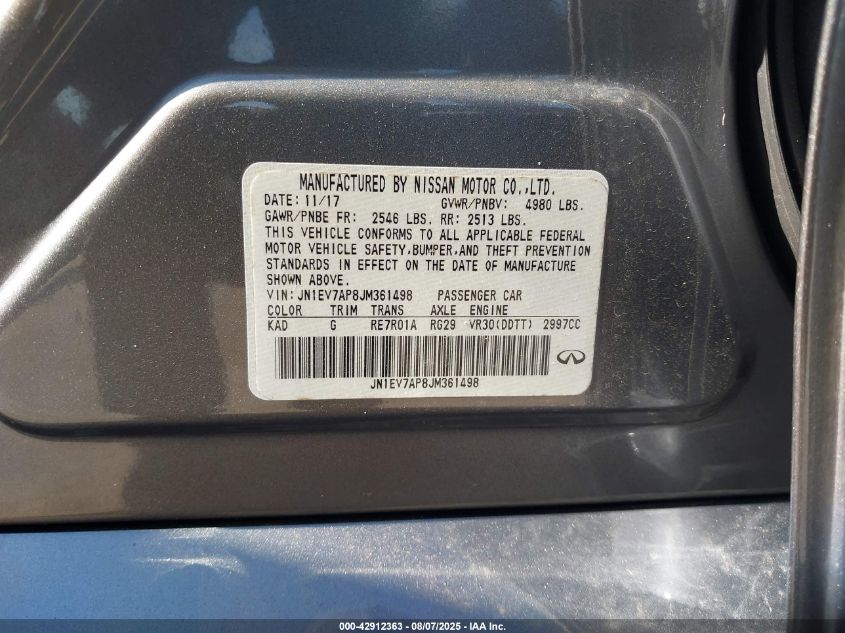 MANUFACTURED BY NISSAN MOTOR CO.,LTD.
DATE: 11/17 GVWR/PNBV: 4980 LBS.
GAWR/PNBE FR: 2546 LBS. RR: 2513 LBS.
THIS VEHICLE CONFORMS TO ALL APPLICABLE FEDERAL
MOTOR VEHICLE SAFETY,BUMPER,AND THEFT PREVENTION
STANDARDS IN EFFECT ON THE DATE OF MANUFACTURE
SHOWN ABOVE.
VIN: JN1EV7AP8JM361498 PASSENGER CAR
COLOR TRIM TRANS AXLE ENGINE
KAD G RE7R01A RG29 VR30(DDTT) 2997CC
JN1EV7AP8JM361498
000-42912363 - 08/07/2025 - IAA Inc.